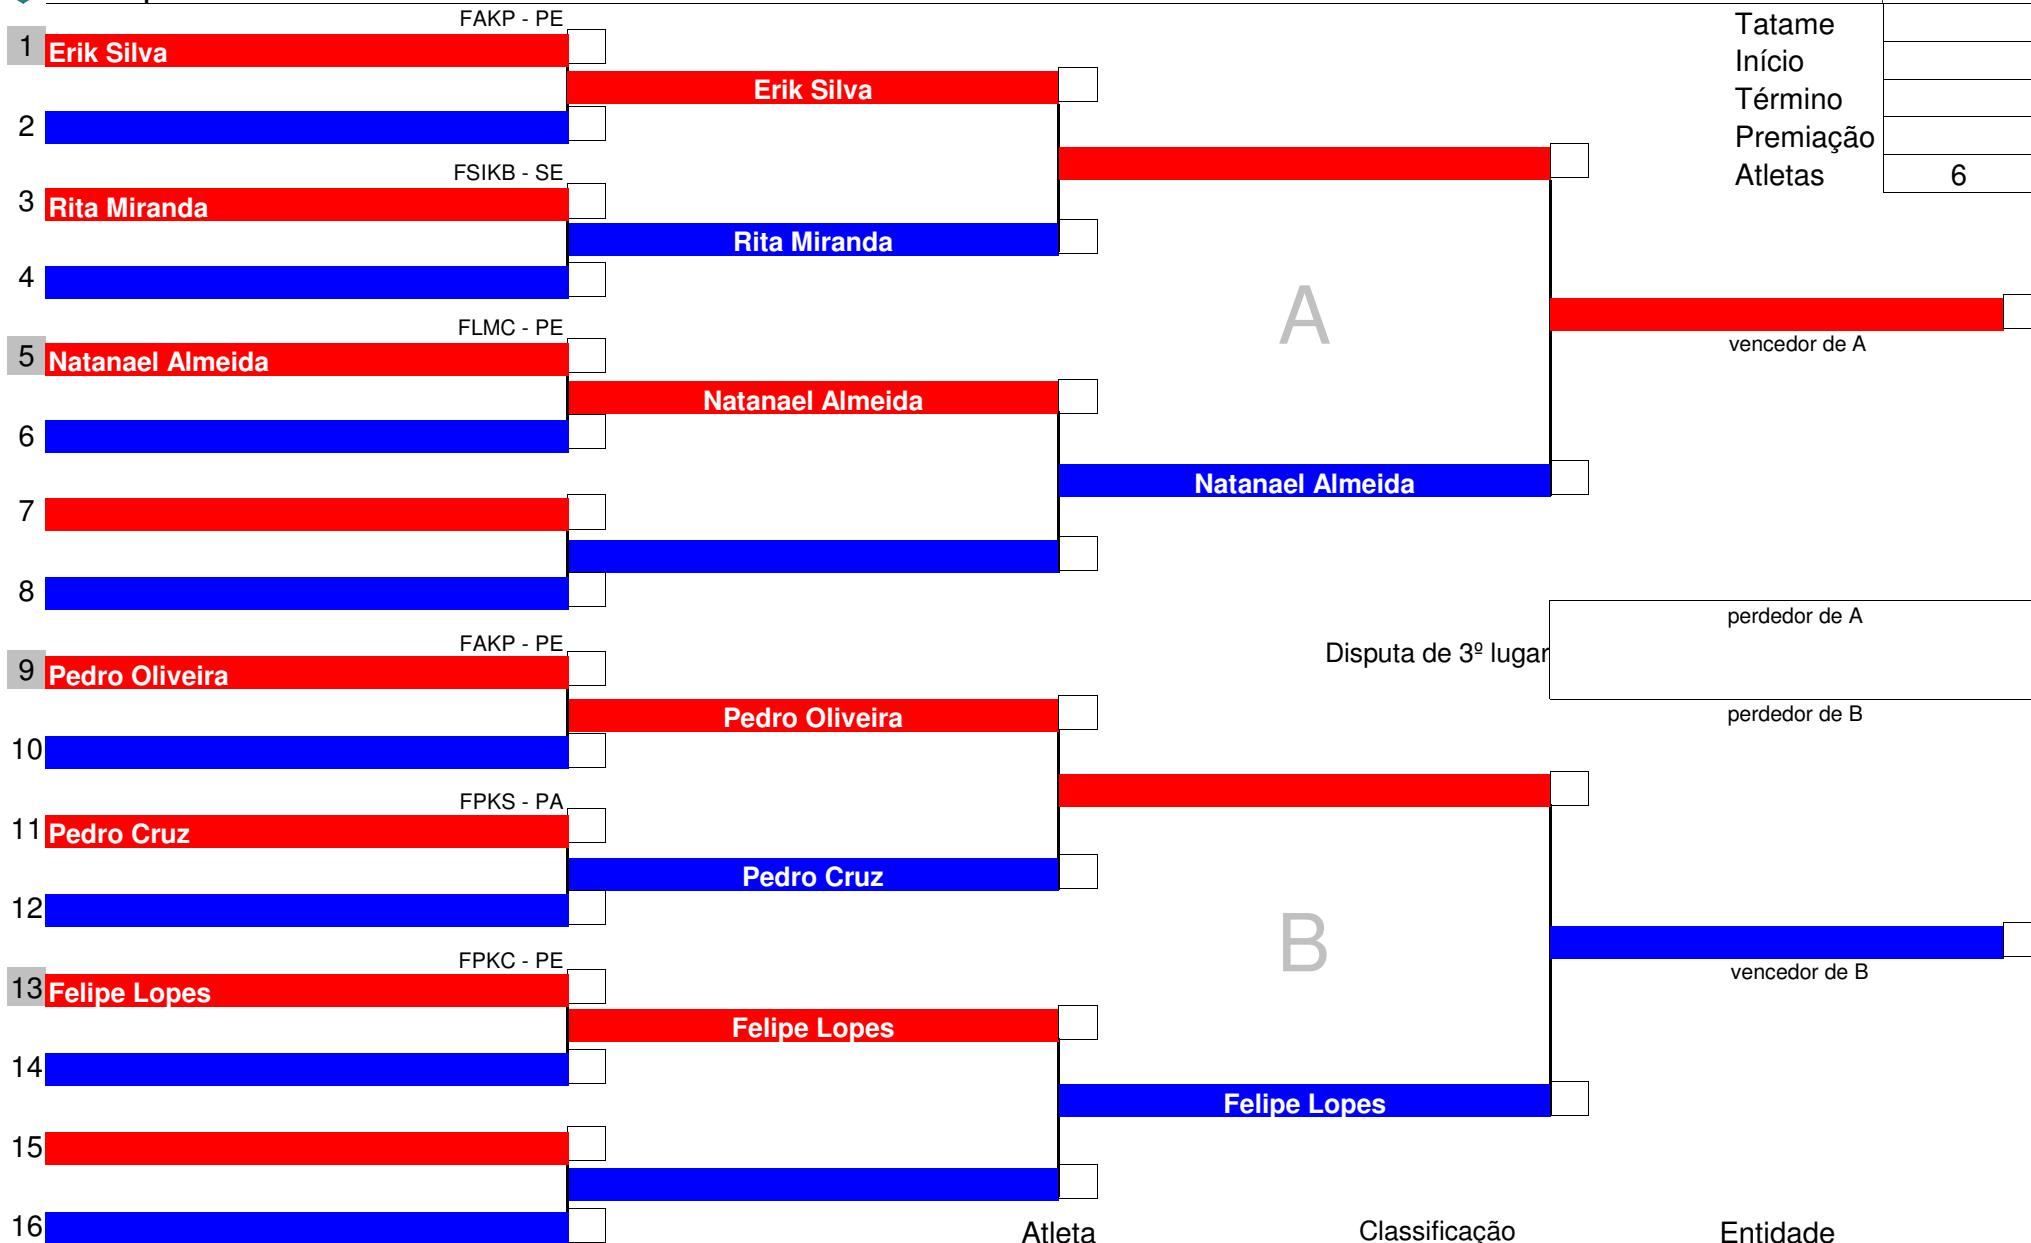 FAKP - PE
1 Erik Silva
Erik Silva
2
FSIKB - SE
3 Rita Miranda
Rita Miranda
4
FLMC - PE
5 Natanael Almeida
Natanael Almeida
6
Natanael Almeida
7
8
FAKP - PE
9 Pedro Oliveira
Pedro Oliveira
10
FPKS - PA
11 Pedro Cruz
Pedro Cruz
12
FPKC - PE
13 Felipe Lopes
Felipe Lopes
14
Felipe Lopes
15
16
A
B
Tatame
Início
Término
Premiação
Atletas 6
vencedor de A
perdedor de A
Disputa de 3º lugar
perdedor de B
vencedor de B
Atleta Classificação Entidade